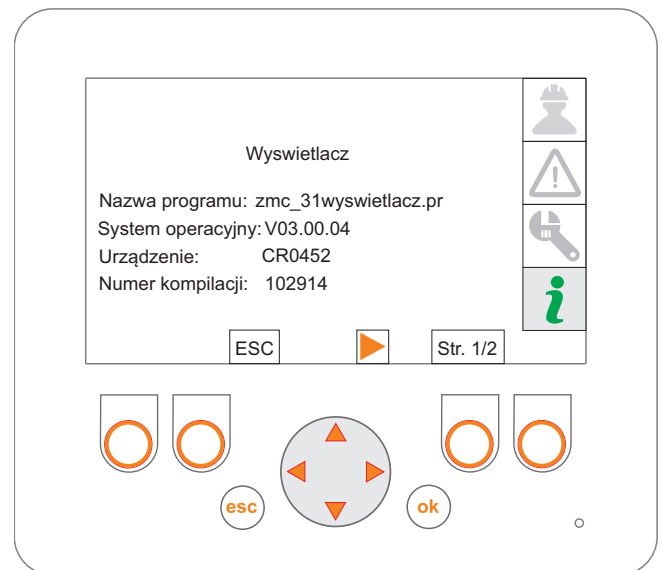 Wyswietlacz
Nazwa programu: zmc_31wyswietlacz.pr
System operacyjny: V03.00.04
Urządzenie: CR0452
Numer kompilacji: 102914
ESC Str. 1/2
esc ok